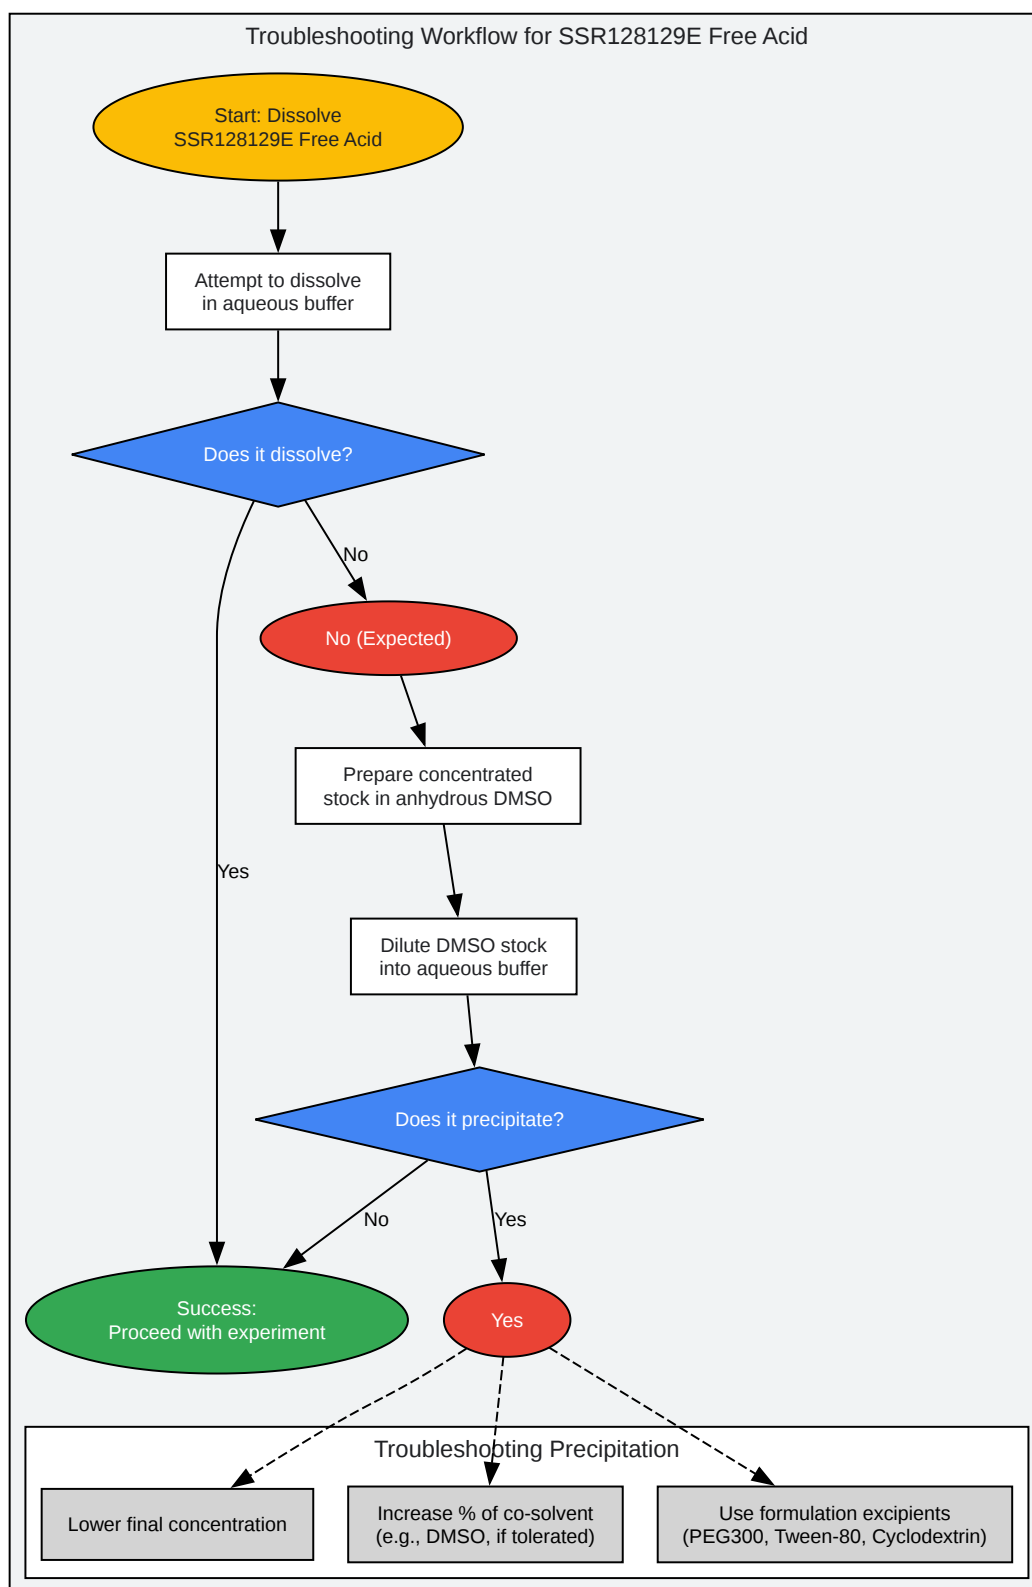 Troubleshooting Workflow for SSR128129E Free Acid
Start: Dissolve
SSR128129E Free Acid
Attempt to dissolve
in aqueous buffer
Does it dissolve?
No
No (Expected)
Prepare concentrated
stock in anhydrous DMSO
Yes
Dilute DMSO stock
into aqueous buffer
Does it precipitate?
No
Yes
Success:
Proceed with experiment
Yes
Troubleshooting Precipitation
Lower final concentration
Increase % of co-solvent
(e.g., DMSO, if tolerated)
Use formulation excipients
(PEG300, Tween-80, Cyclodextrin)